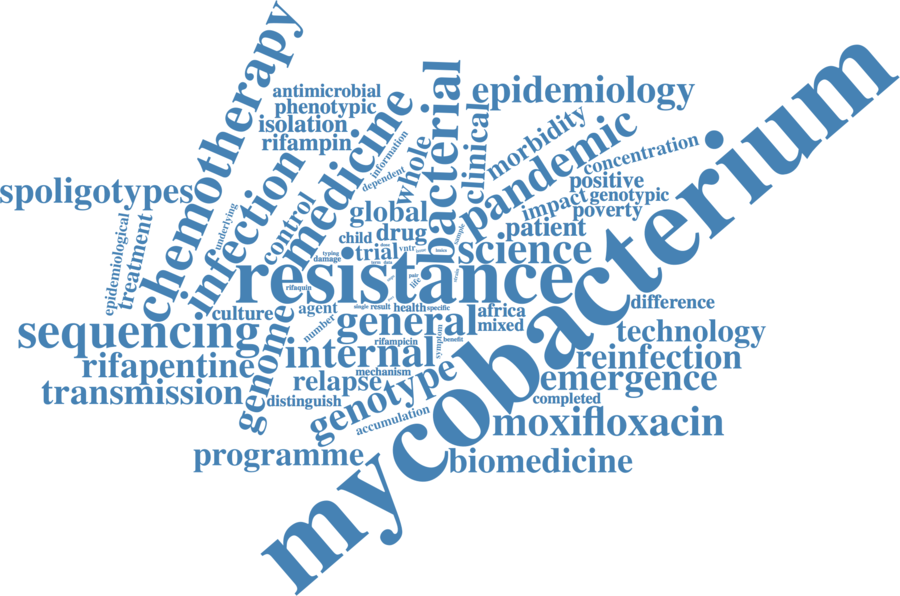 chemotherapy
antimicrobial
phenotypic
isolation
rifampin
medicine
information
dependent
whole
bacterial
clinical
epidemiology
morbidity
pandemic
concentration
positive
impact
genotypic
poverty
patient
science
mycobacterium
spoligotypes
epidemiological
treatment
infection
underlying
control
global
child
drug
trial
vntr
typing
damage
sample
resistance
rifaquin
pair
life
culture
agent
single
result
health
specific
number
general
africa
mixed
difference
sequencing
genome
internal
rifampicin
symptom
benefit
technology
rifapentine
mechanism
reinfection
transmission
relapse
genotype
emergence
distinguish
accumulation
completed
moxifloxacin
programme
biomedicine